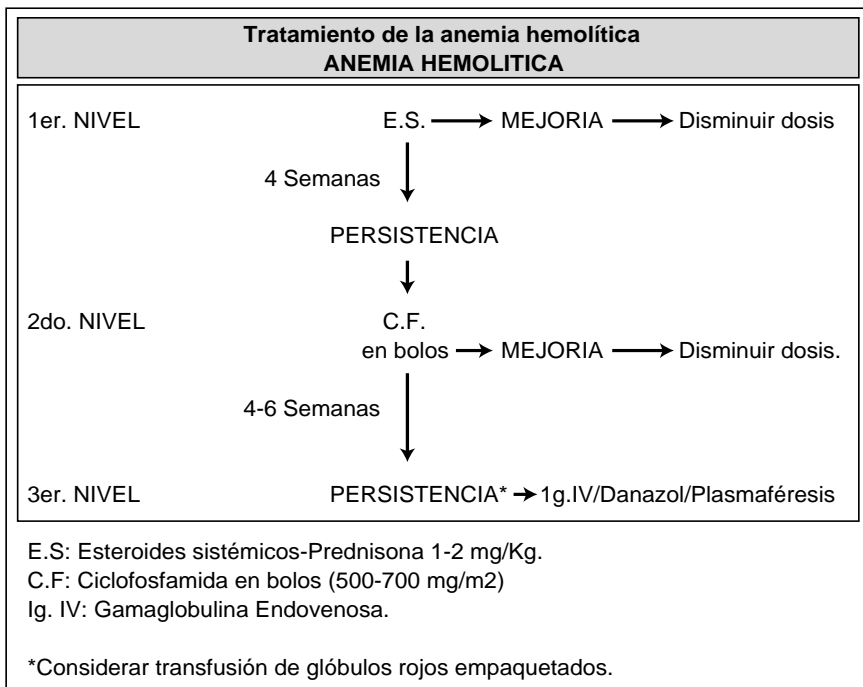 Tratamiento de la anemia hemolítica
ANEMIA HEMOLITICA
1er. NIVEL E.S. MEJORIA Disminuir dosis
4 Semanas
PERSISTENCIA
2do. NIVEL C.F.
en bolos MEJORIA Disminuir dosis.
4-6 Semanas
3er. NIVEL PERSISTENCIA* 1g.IV/Danazol/Plasmaféresis
E.S: Esteroides sistémicos-Prednisona 1-2 mg/Kg.
C.F: Ciclofosfamida en bolos (500-700 mg/m2)
Ig. IV: Gamaglobulina Endovenosa.
*Considerar transfusión de glóbulos rojos empaquetados.